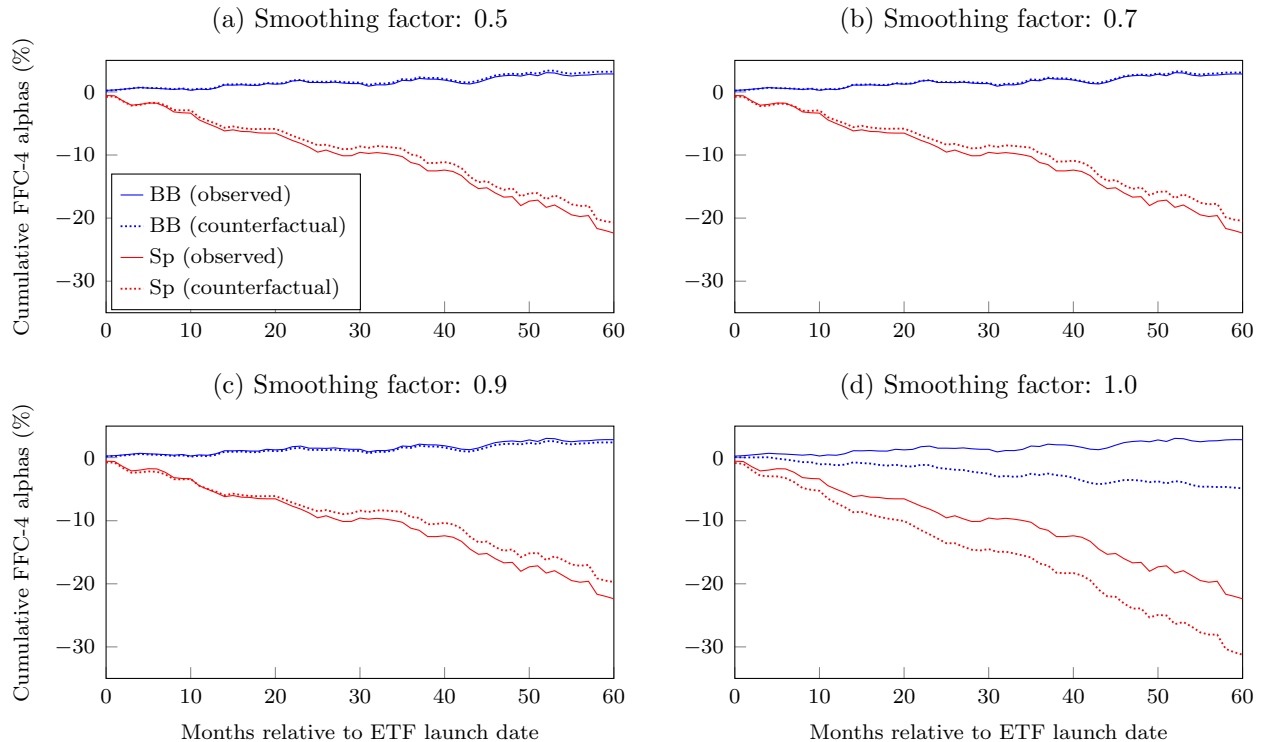 (a) Smoothing factor: 0.5
Cumulative FFC-4 alphas (%)
0
−10
−20
−30
BB (observed)
BB (counterfactual)
Sp (observed)
Sp (counterfactual)
0 10 20 30 40 50 60
(b) Smoothing factor: 0.7
0
−10
−20
−30
0 10 20 30 40 50 60
(c) Smoothing factor: 0.9
Cumulative FFC-4 alphas (%)
0
−10
−20
−30
0 10 20 30 40 50 60
Months relative to ETF launch date
(d) Smoothing factor: 1.0
0
−10
−20
−30
0 10 20 30 40 50 60
Months relative to ETF launch date